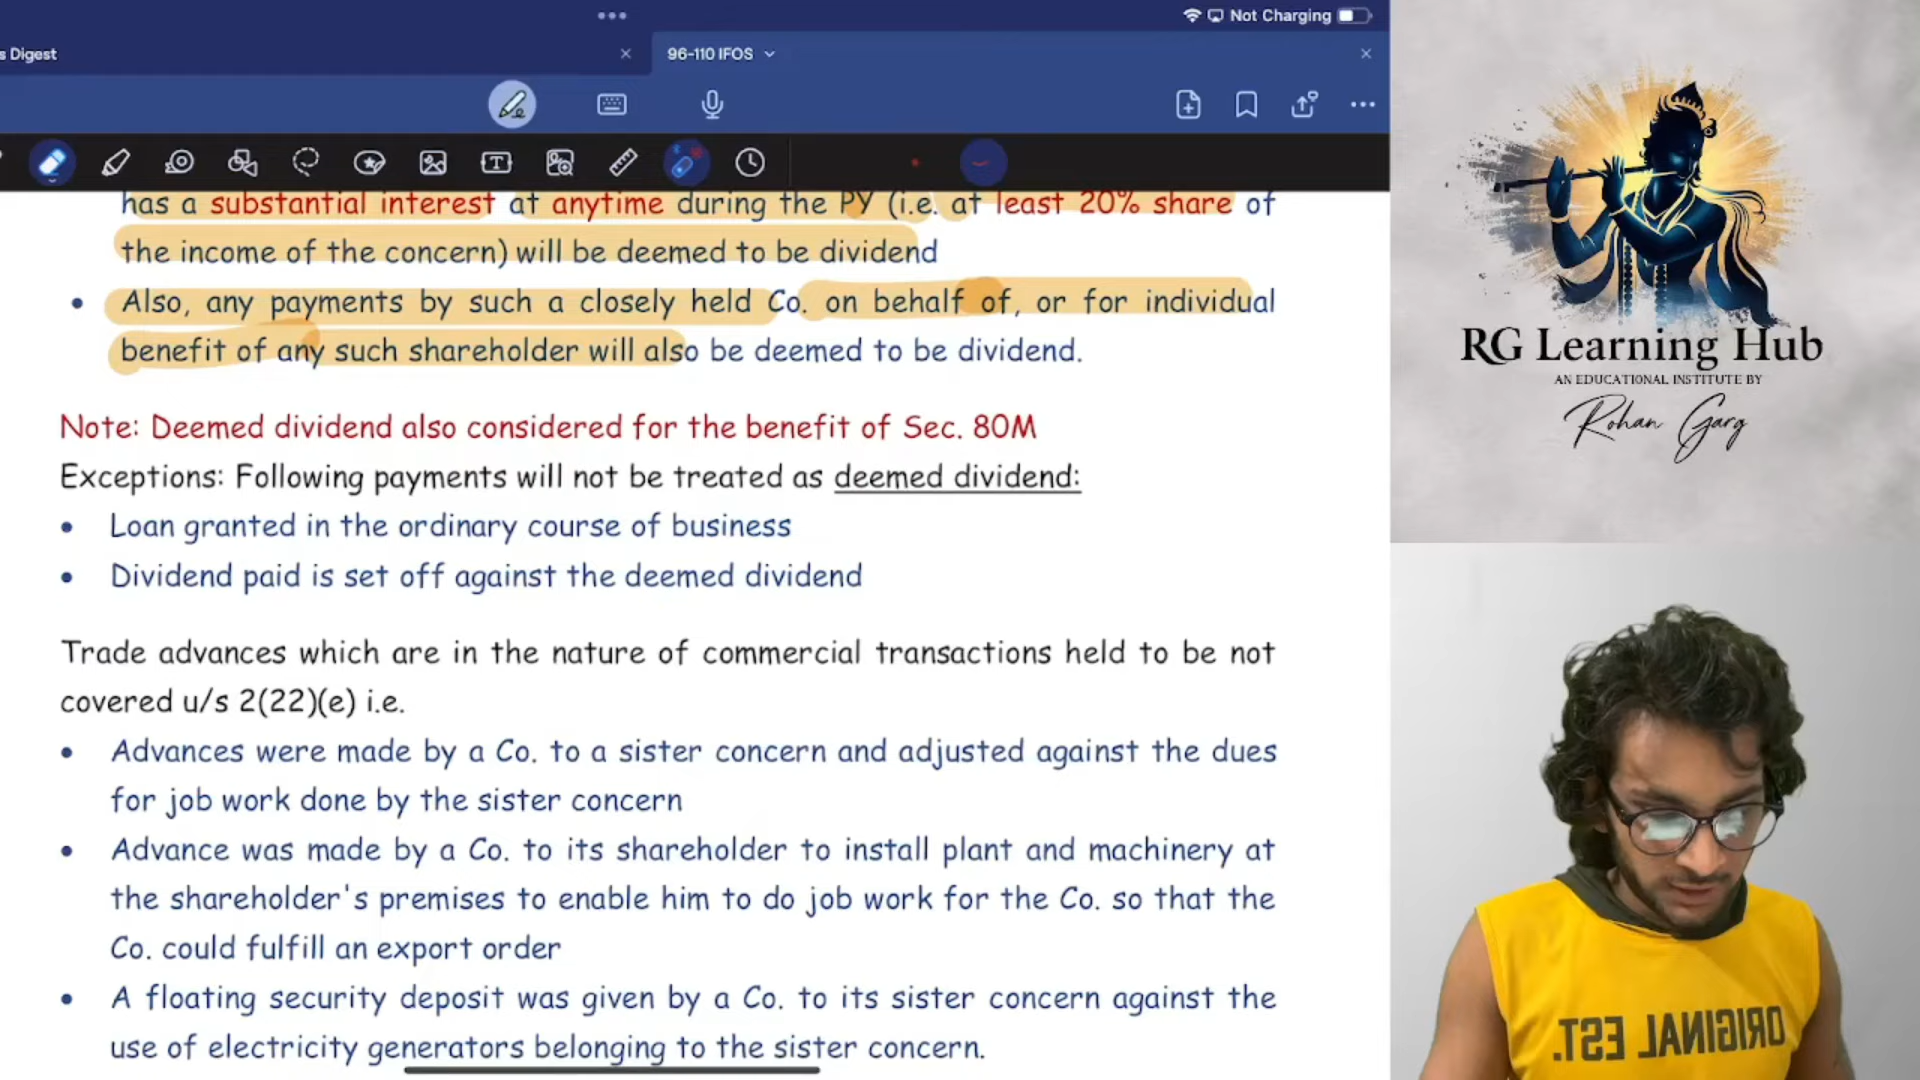 Not Charging
s Digest
96-110 IFOS
has a substantial interest at anytime during the PY (i.e. at least 20% share of
the income of the concern) will be deemed to be dividend
• Also, any payments by such a closely held Co. on behalf of, or for individual
benefit of any such shareholder will also be deemed to be dividend.
Note: Deemed dividend also considered for the benefit of Sec. 80M
Exceptions: Following payments will not be treated as deemed dividend:
• Loan granted in the ordinary course of business
• Dividend paid is set off against the deemed dividend
Trade advances which are in the nature of commercial transactions held to be not
covered u/s 2(22)(e) i.e.
• Advances were made by a Co. to a sister concern and adjusted against the dues
for job work done by the sister concern
• Advance was made by a Co. to its shareholder to install plant and machinery at
the shareholder's premises to enable him to do job work for the Co. so that the
Co. could fulfill an export order
• A floating security deposit was given by a Co. to its sister concern against the
use of electricity generators belonging to the sister concern.
RG Learning Hub
AN EDUCATIONAL INSTITUTE BY
Rohan Garg
ORIGINAL EST.